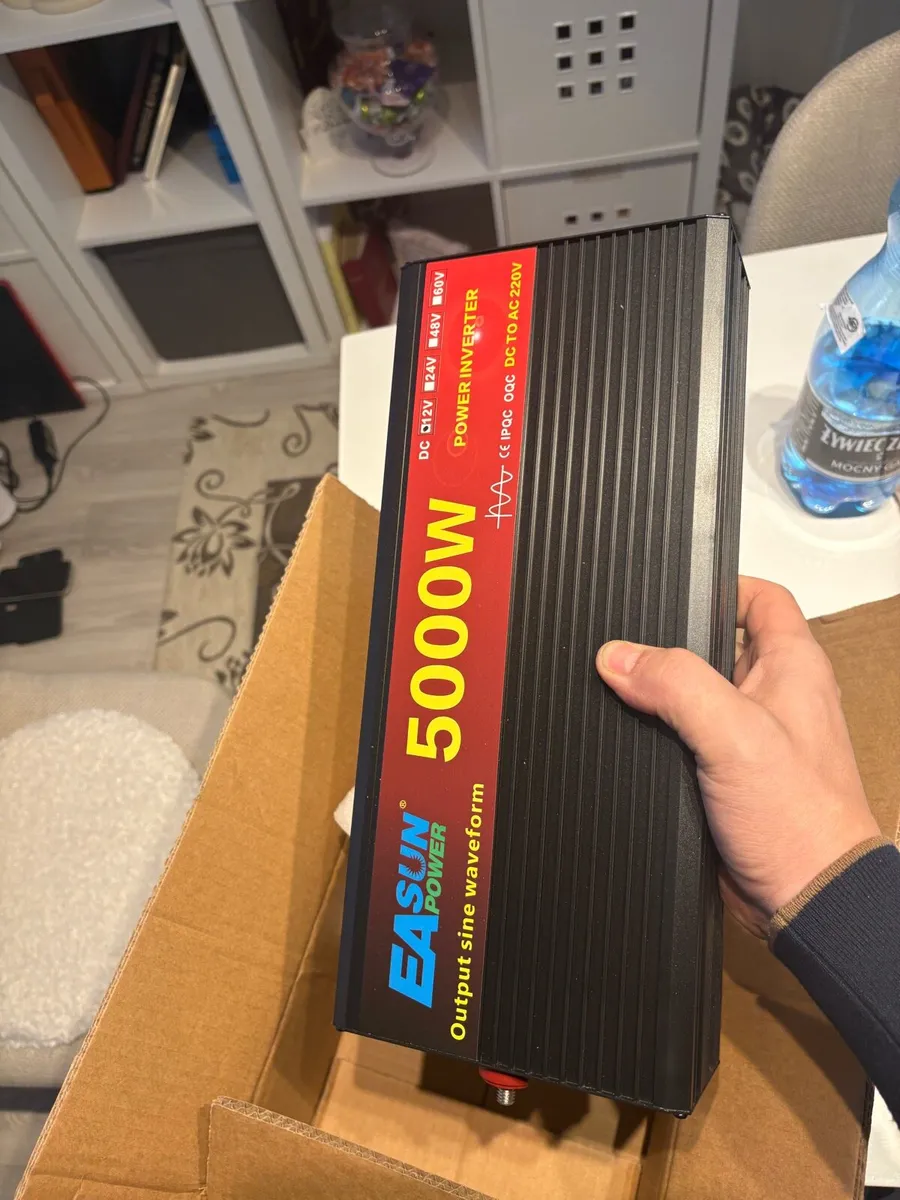 EASUN®
POWER
Output sine waveform
5000W
DC 12V 24V 48V 60V
POWER INVERTER
CE IPQC OQC DC TO AC 220V
MOCNY